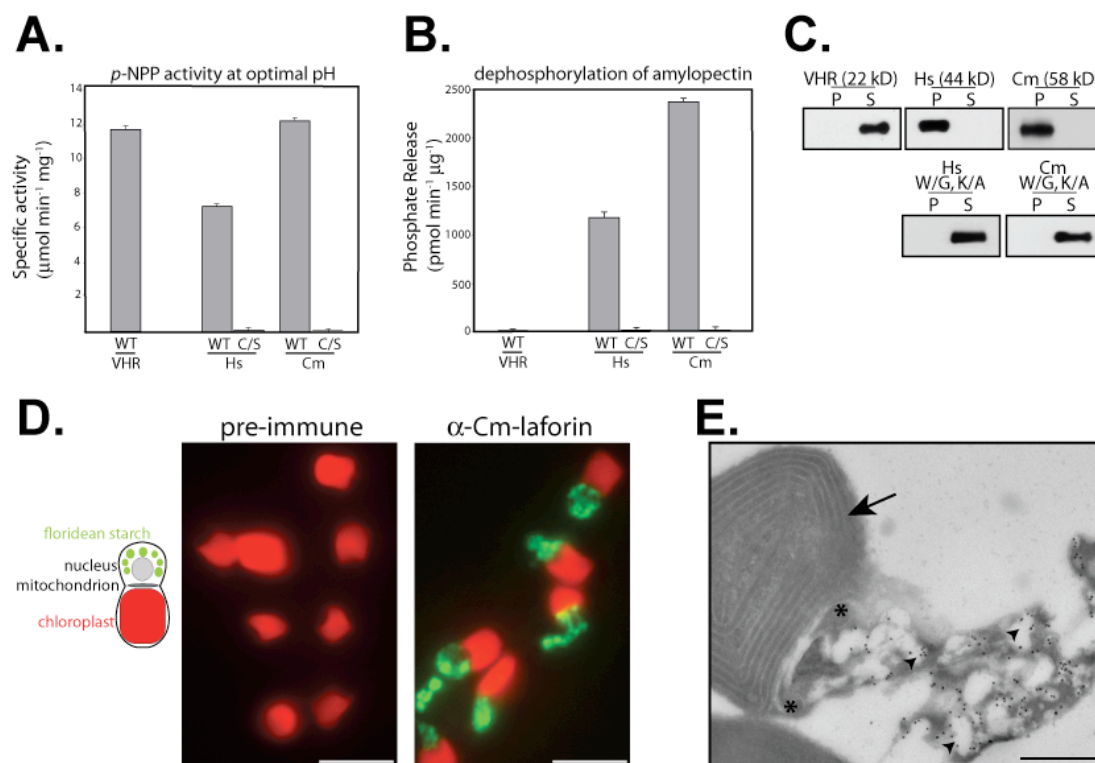 A.
p-NPP activity at optimal pH
Specific activity
(µmol min⁻¹ mg⁻¹)
14
12
10
8
6
4
2
WT
WT C/S
WT C/S
VHR
Hs
Cm
B.
dephosphorylation of amylopectin
Phosphate Release
(pmol min⁻¹ µg⁻¹)
2500
2000
1500
1000
500
0
WT
WT C/S
WT C/S
VHR
Hs
Cm
C.
VHR (22 kD)
P S
Hs (44 kD)
P S
Cm (58 kD)
P S
Hs
W/G, K/A
P S
Cm
W/G, K/A
P S
D.
pre-immune
α-Cm-laforin
floridean starch
nucleus
mitochondrion
chloroplast
E.
*
*